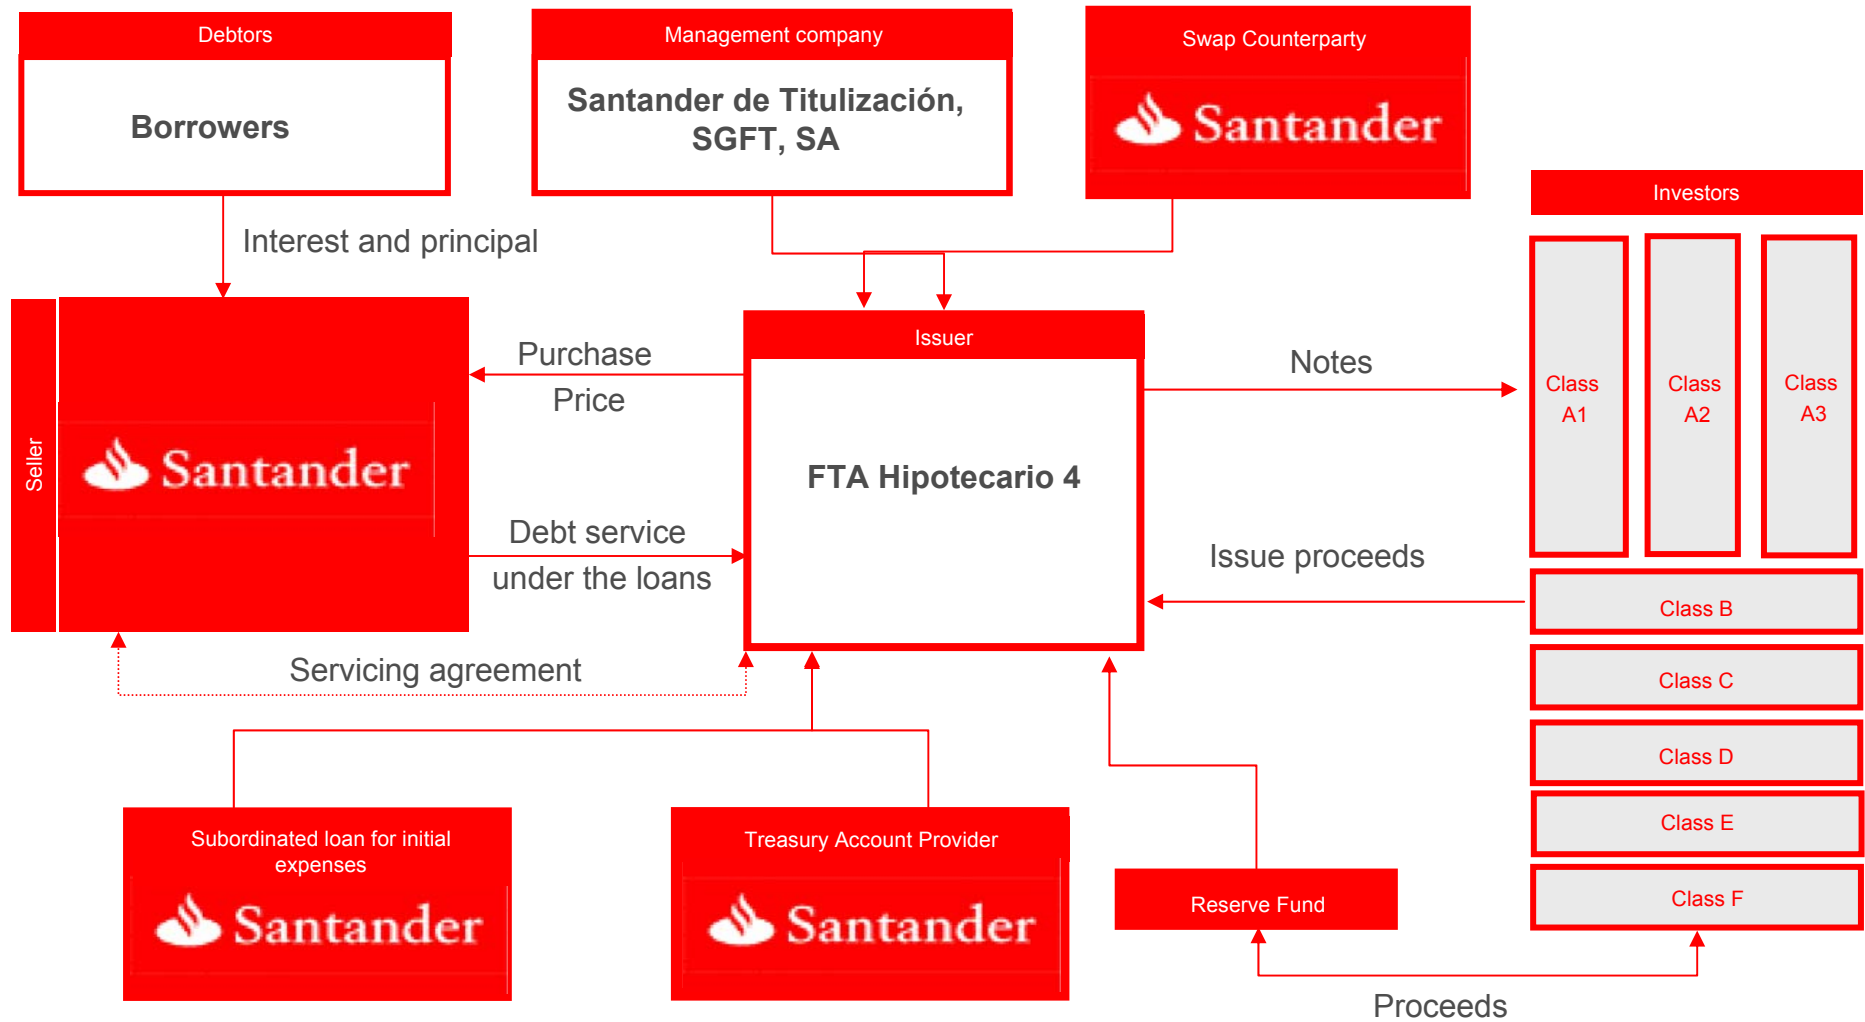 Debtors
Borrowers
Management company
Santander de Titulización,
SGFT, SA
Swap Counterparty
Santander
Investors
Interest and principal
Seller
Santander
Purchase
Price
Debt service
under the loans
Servicing agreement
Issuer
FTA Hipotecario 4
Notes
Issue proceeds
Class
A1
Class
A2
Class
A3
Class B
Class C
Class D
Class E
Class F
Subordinated loan for initial
expenses
Santander
Treasury Account Provider
Santander
Reserve Fund
Proceeds